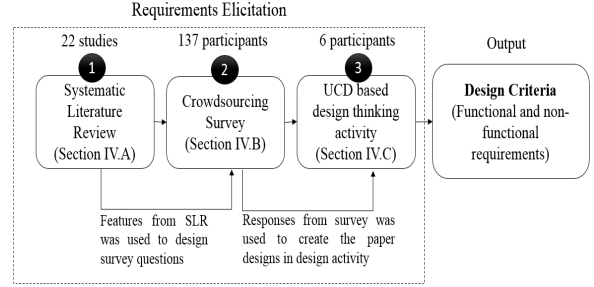 Requirements Elicitation
22 studies
137 participants
6 participants
Output
1
2
3
Systematic
Literature
Review
(Section IV.A)
Crowdsourcing
Survey
(Section IV.B)
UCD based
design thinking
activity
(Section IV.C)
Design Criteria
(Functional and non-
functional
requirements)
Features from SLR
was used to design
survey questions
Responses from survey was
used to create the paper
designs in design activity